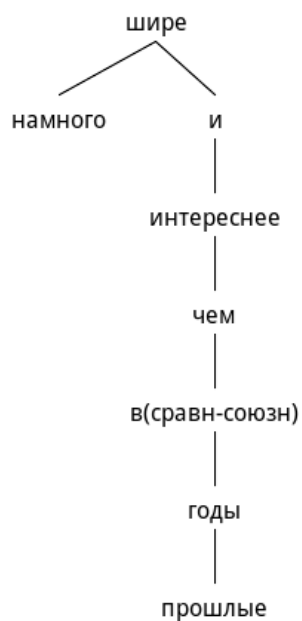 шире
намного и
интереснее
чем
в(сравн-союзн)
годы
прошлые